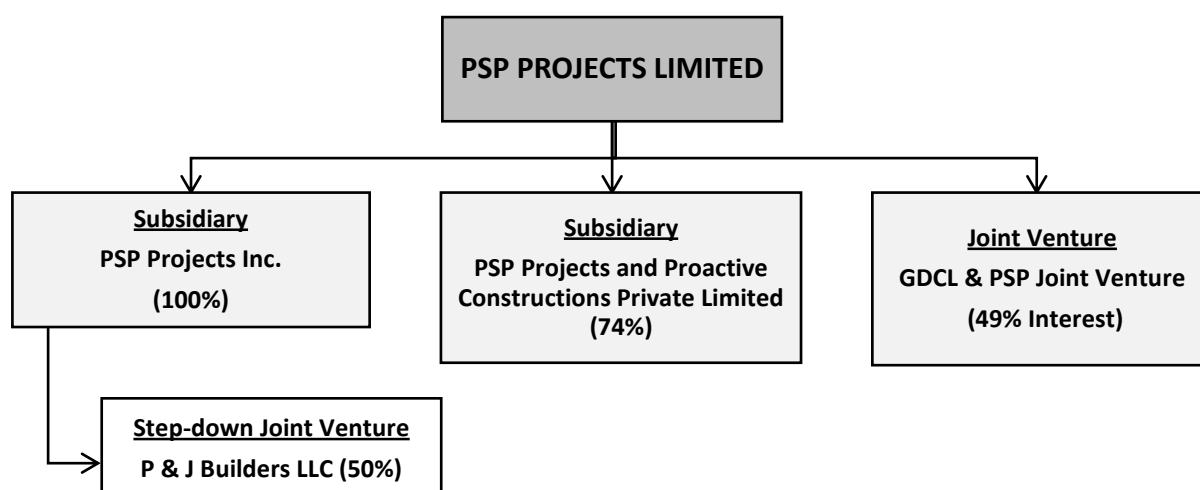 PSP PROJECTS LIMITED
Subsidiary
PSP Projects Inc.
(100%)
Subsidiary
PSP Projects and Proactive
Constructions Private Limited
(74%)
Joint Venture
GDCL & PSP Joint Venture
(49% Interest)
Step-down Joint Venture
P & J Builders LLC (50%)